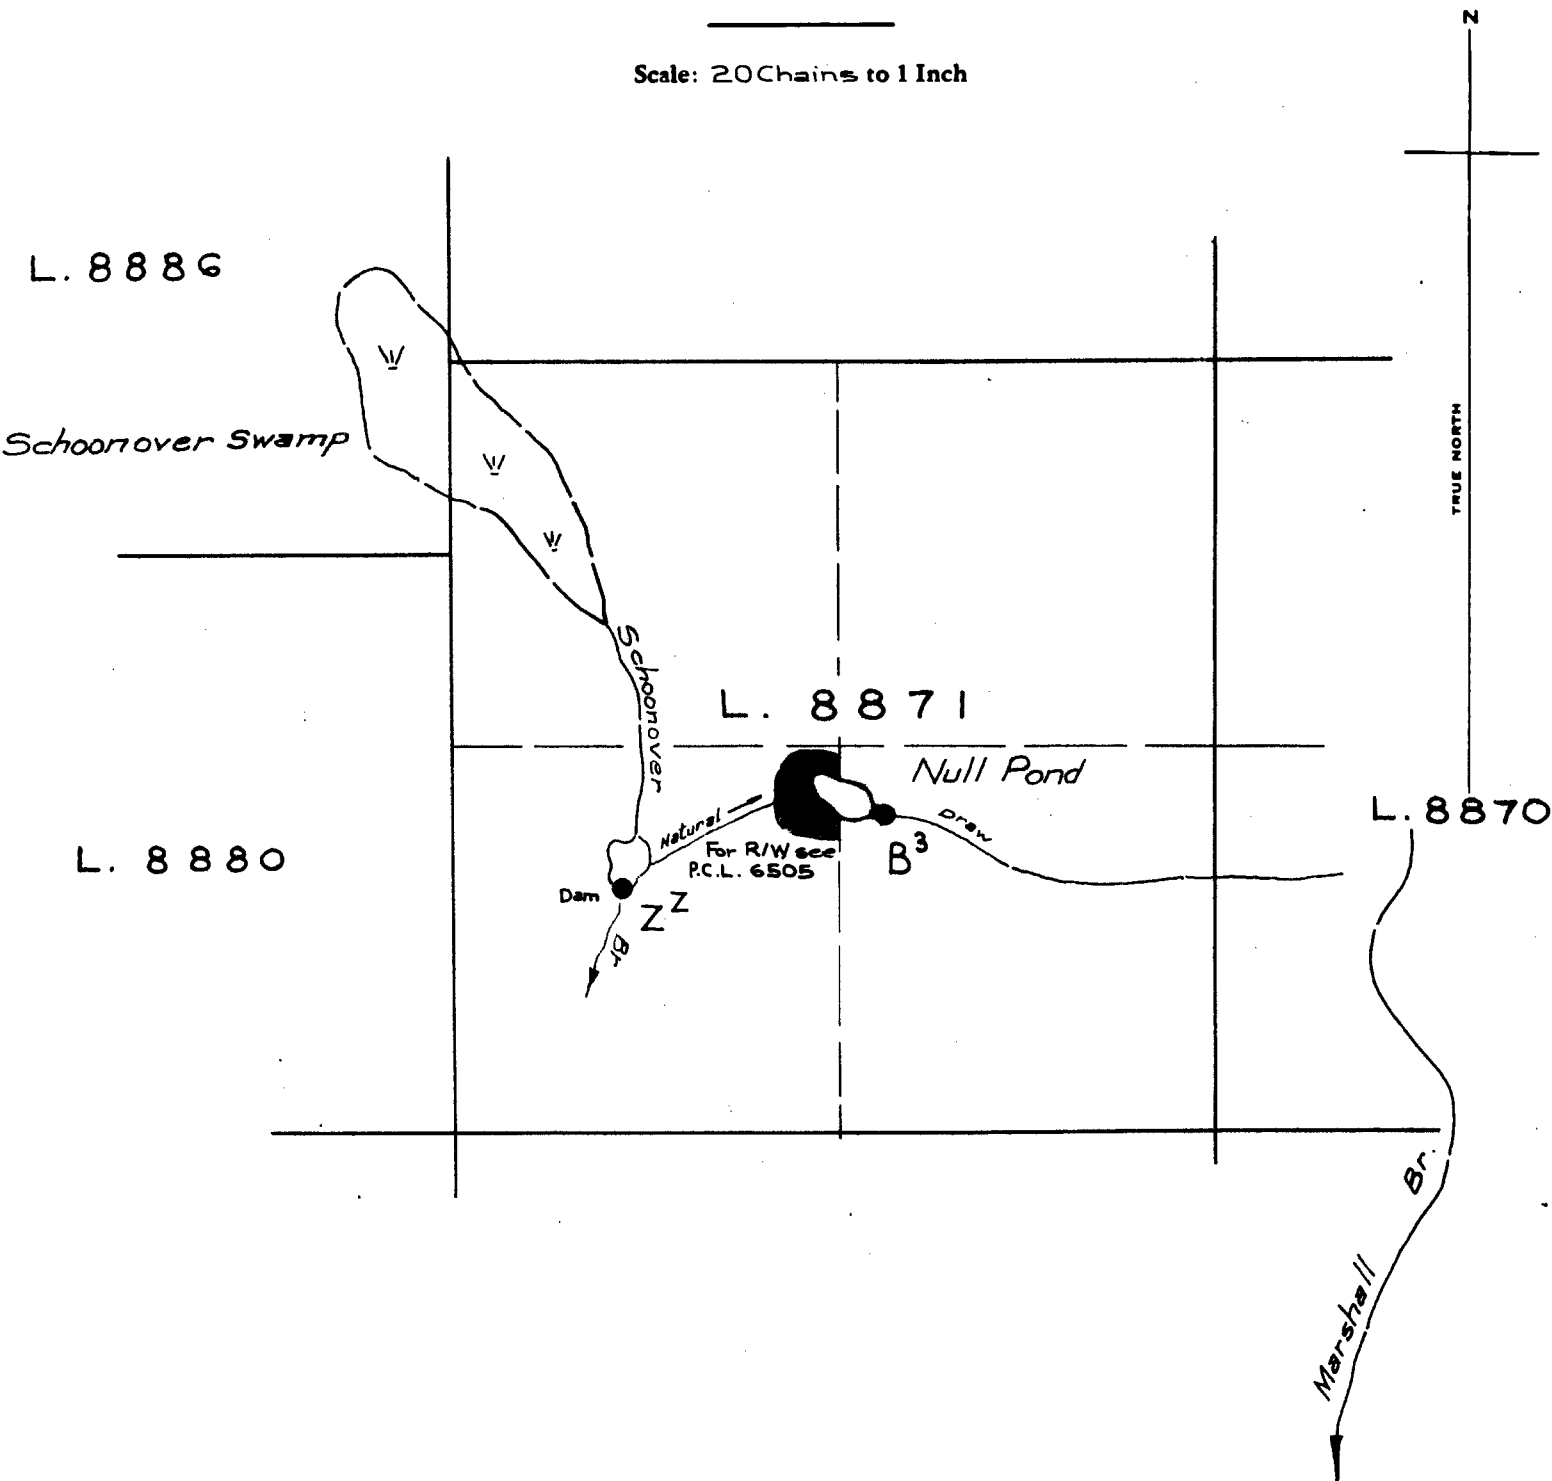 N
Scale: 20 Chains to 1 Inch
L. 8886
TRUE NORTH
Schoonover Swamp
Schoonover
L. 8871
Null Pond
L. 8870
Natural
Draw
L. 8880
For R/W see
P.C.L. 6505
B³
Dam
Z^Z
Br
Br.
Marshall